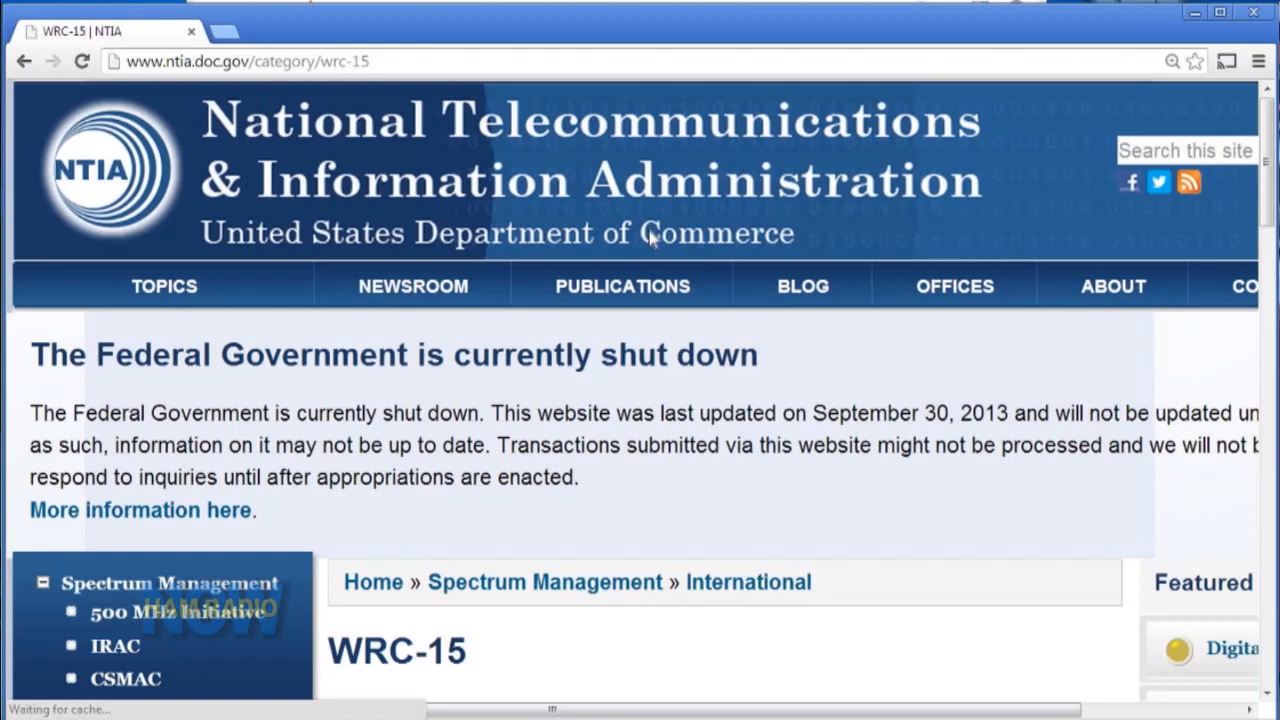 WRC-15 | NTIA
www.ntia.doc.gov/category/wrc-15
NTIA
National Telecommunications
& Information Administration
United States Department of Commerce
Search this site
TOPICS NEWSROOM PUBLICATIONS BLOG OFFICES ABOUT CO
The Federal Government is currently shut down
The Federal Government is currently shut down. This website was last updated on September 30, 2013 and will not be updated un
as such, information on it may not be up to date. Transactions submitted via this website might not be processed and we will not b
respond to inquiries until after appropriations are enacted.
More information here.
Spectrum Management
500 MHz Initiative
IRAC
CSMAC
HAM RADIO
NOW
Home » Spectrum Management » International
WRC-15
Featured
Digita
Waiting for cache...